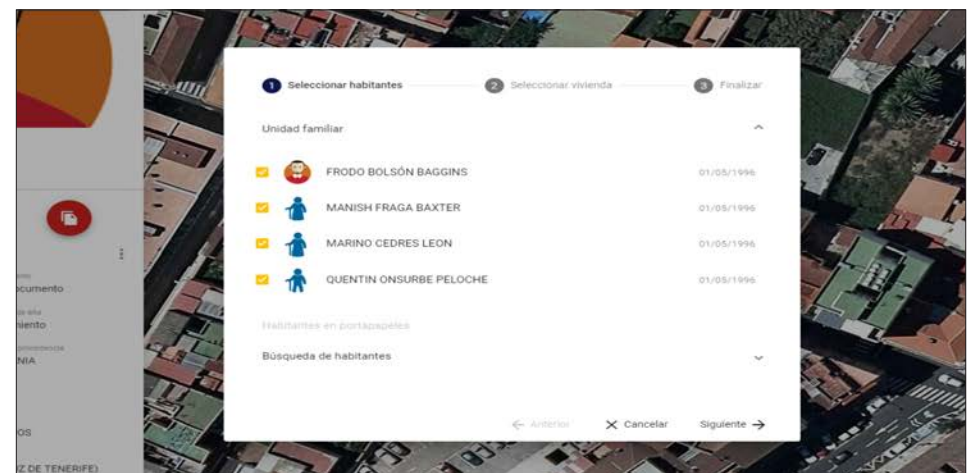 1 Seleccionar habitantes 2 Seleccionar vivienda 3 Finalizar
Unidad familiar
FRODO BOLSÓN BAGGINS 01/05/1996
MANISH FRAGA BAXTER 01/05/1996
MARINO CEDRES LEON 01/05/1996
QUENTIN ONSURBE PELOCHE 01/05/1996
Habitantes en portapapeles
Búsqueda de habitantes
← Anterior X Cancelar Siguiente →
ocumento
niento
NIA
OS
IZ DE TENERIFE)